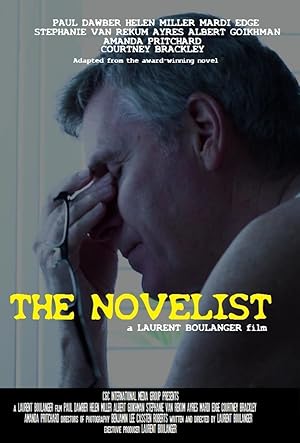 PAUL DAWBER HELEN MILLER MARDI EDGE
STEPHANIE VAN REKUM AYRES ALBERT GOIKHMAN
AMANDA PRITCHARD
COURTNEY BRACKLEY
Adapted from the award-winning novel
THE NOVELIST
a LAURENT BOULANGER film
CBC INTERNATIONAL MEDIA GROUP PRESENTS
A LAURENT BOULANGER FILM PAUL DAWBER HELEN MILLER ALBERT GOIKHMAN STEPHANIE VAN REKUM AYRES MARDI EDGE COURTNEY BRACKLEY
AMANDA PRITCHARD DIRECTORS OF PHOTOGRAPHY BENJAMIN LEE CARSTEN ROBERTS WRITTEN AND DIRECTED BY LAURENT BOULANGER
EXECUTIVE PRODUCER LAURENT BOULANGER